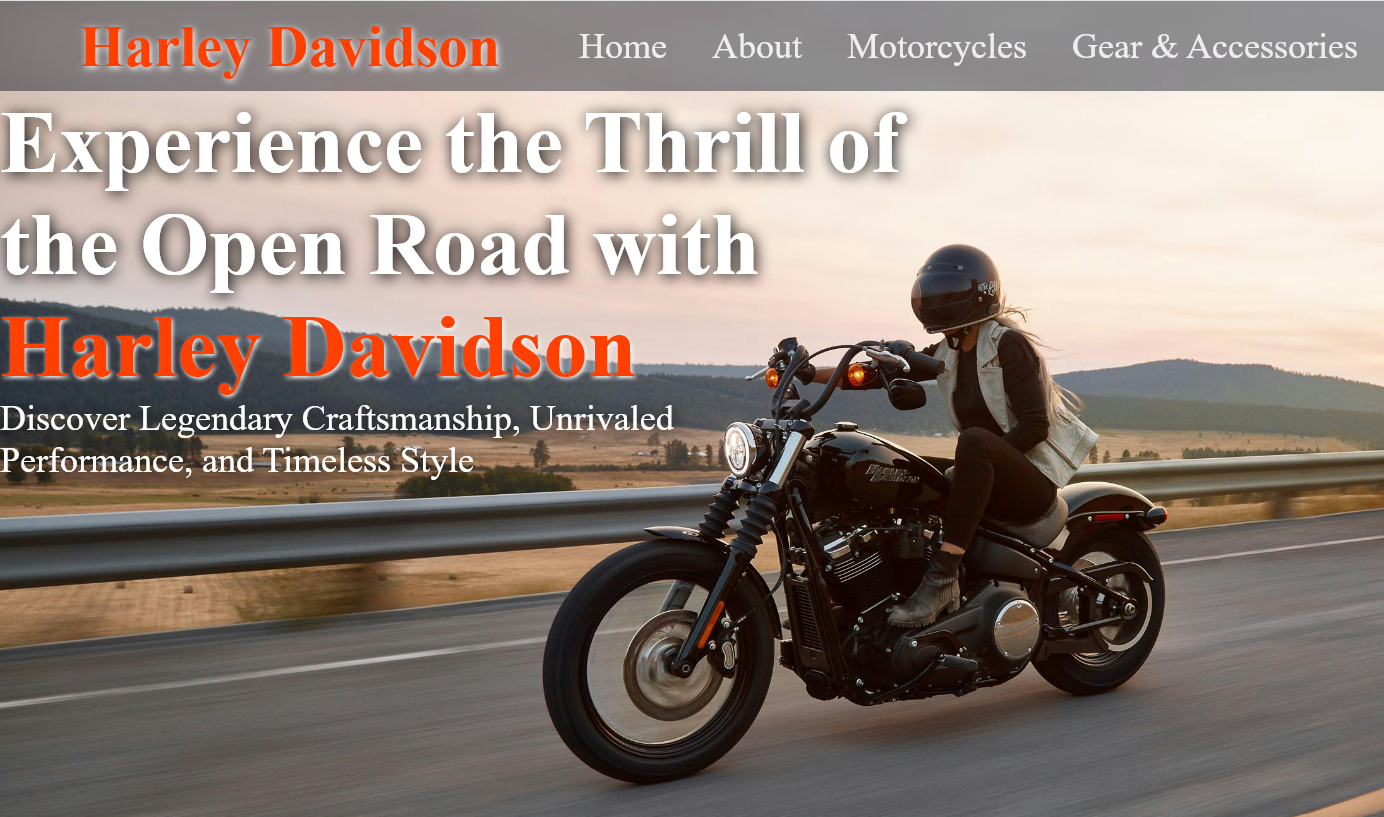 Harley Davidson Home About Motorcycles Gear & Accessories
Experience the Thrill of
the Open Road with
Harley Davidson
Discover Legendary Craftsmanship, Unrivaled
Performance, and Timeless Style